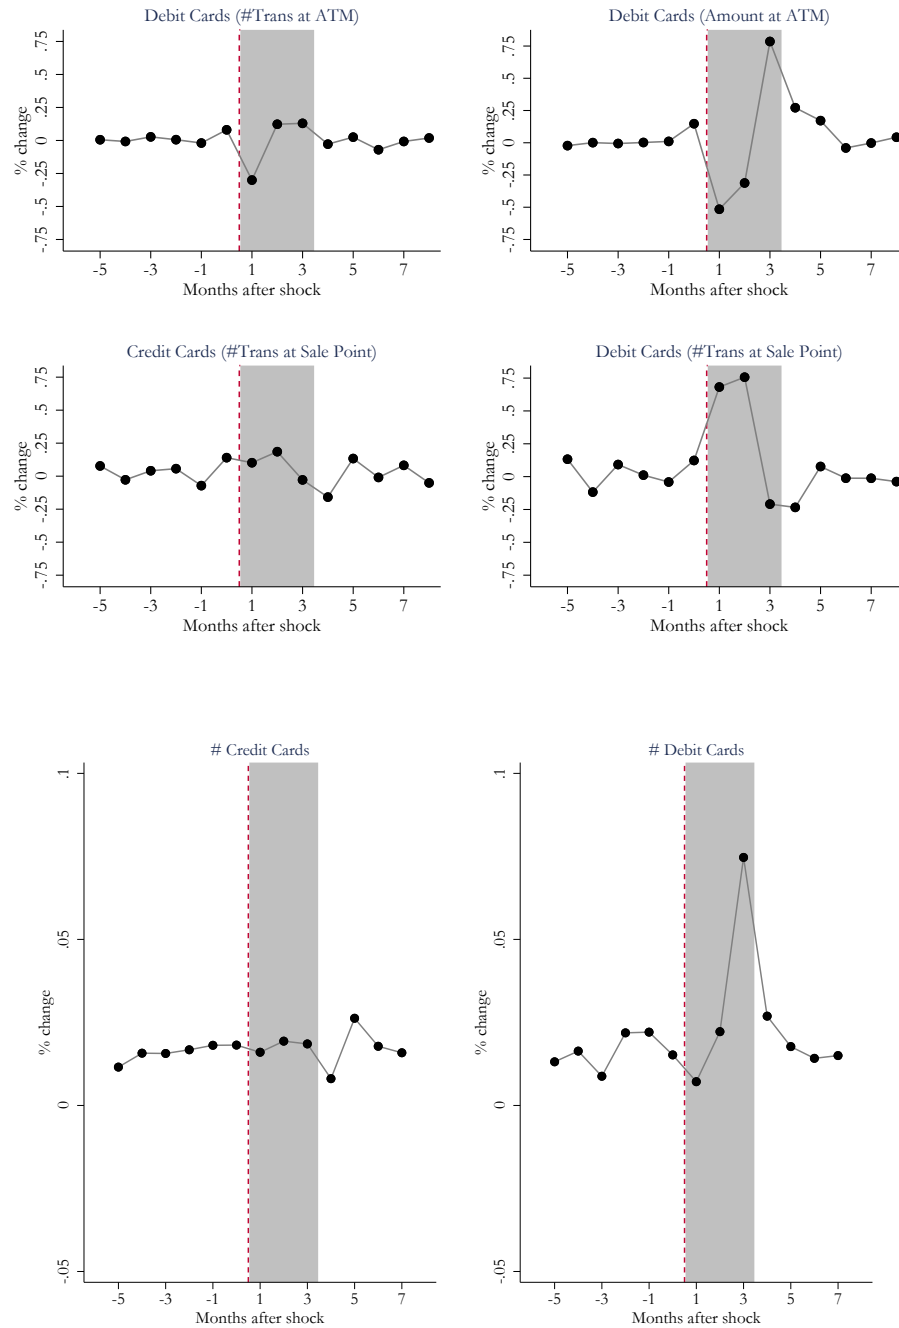 Debit Cards (#Trans at ATM)
% change
.75
.5
.25
0
-.25
-.5
-.75
-5 -3 -1 1 3 5 7
Months after shock
Debit Cards (Amount at ATM)
% change
.75
.5
.25
0
-.25
-.5
-.75
-5 -3 -1 1 3 5 7
Months after shock
Credit Cards (#Trans at Sale Point)
% change
.75
.5
.25
0
-.25
-.5
-.75
-5 -3 -1 1 3 5 7
Months after shock
Debit Cards (#Trans at Sale Point)
% change
.75
.5
.25
0
-.25
-.5
-.75
-5 -3 -1 1 3 5 7
Months after shock
# Credit Cards
% change
.1
.05
0
-.05
-5 -3 -1 1 3 5 7
Months after shock
# Debit Cards
% change
.1
.05
0
-.05
-5 -3 -1 1 3 5 7
Months after shock